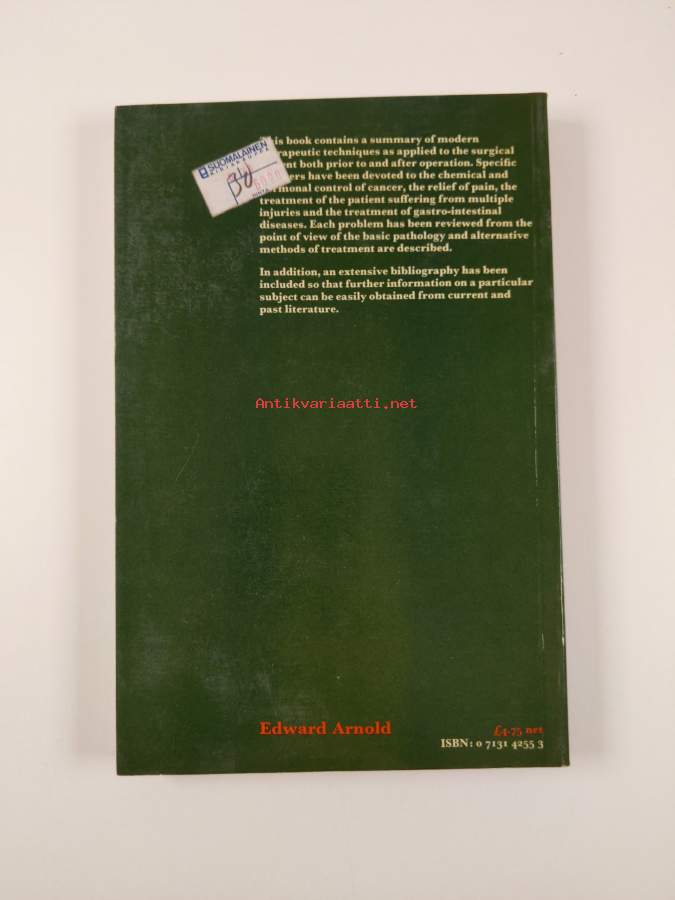 is book contains a summary of modern
rapeutic techniques as applied to the surgical
ent both prior to and after operation. Specific
ers have been devoted to the chemical and
rmonal control of cancer, the relief of pain, the
treatment of the patient suffering from multiple
injuries and the treatment of gastro-intestinal
diseases. Each problem has been reviewed from the
point of view of the basic pathology and alternative
methods of treatment are described.
In addition, an extensive bibliography has been
included so that further information on a particular
subject can be easily obtained from current and
past literature.
SUOMALAINEN
KIRJAKAUPPA
Antikvariaatti.net
Edward Arnold
£4.75 net
ISBN: 0 7131 4255 3